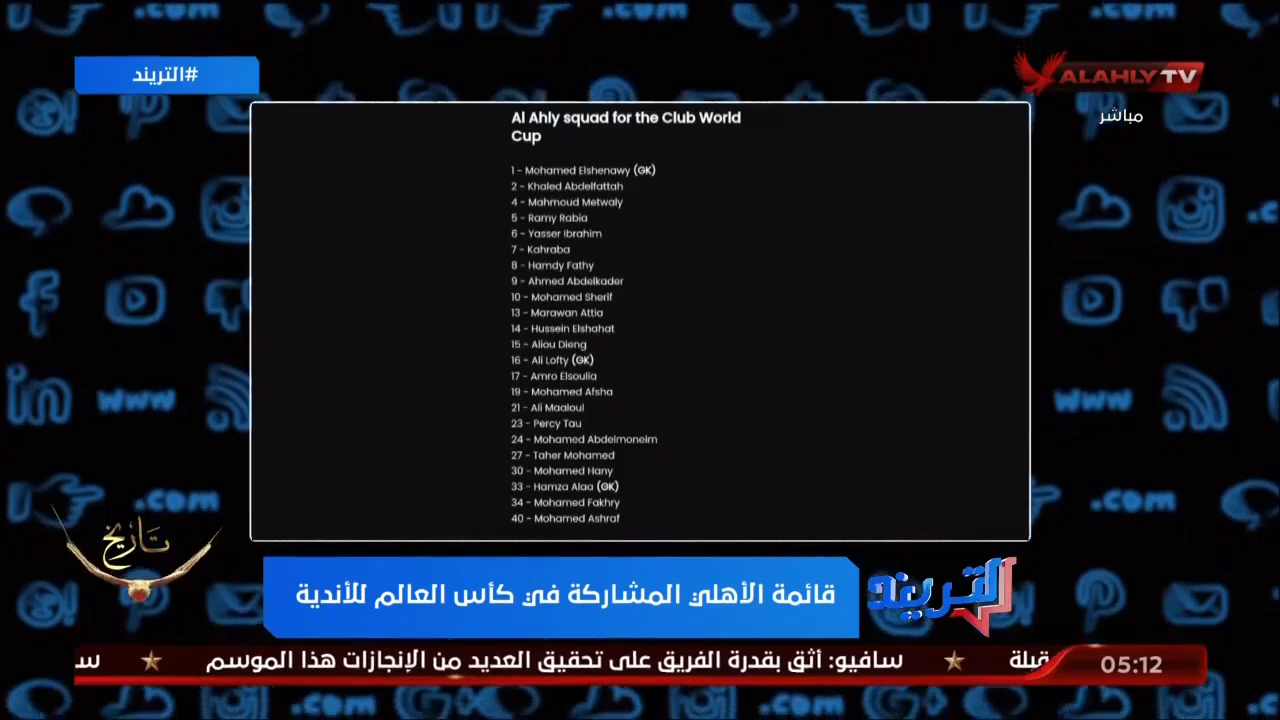 #التريند
ALAHLY TV
مباشر
Al Ahly squad for the Club World
Cup
1 - Mohamed Elshenawy (GK)
2 - Khaled Abdelfattah
4 - Mahmoud Metwaly
5 - Ramy Rabia
6 - Yasser Ibrahim
7 - Kahraba
8 - Hamdy Fathy
9 - Ahmed Abdelkader
10 - Mohamed Sherif
13 - Marawan Attia
14 - Hussein Elshahat
15 - Aliou Dieng
16 - Ali Lofty (GK)
17 - Amro Elsoulia
19 - Mohamed Afsha
21 - Ali Maaloul
23 - Percy Tau
24 - Mohamed Abdelmoneim
27 - Taher Mohamed
30 - Mohamed Hany
33 - Hamza Alaa (GK)
34 - Mohamed Fakhry
40 - Mohamed Ashraf
تاريخ
قائمة الأهلي المشاركة في كأس العالم للأندية
التريند
سافيو: أثق بقدرة الفريق على تحقيق العديد من الإنجازات هذا الموسم
05:12
www
www
.com
.com